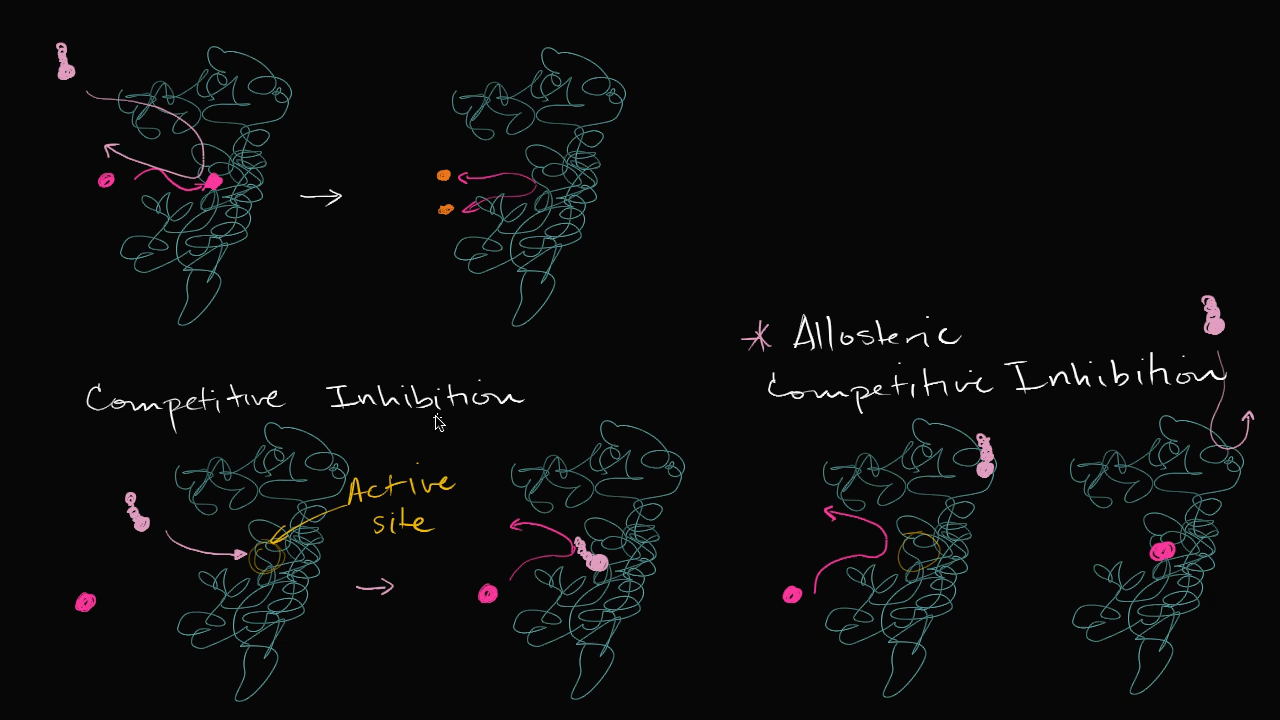 Competitive Inhibition
Active
site
* Allosteric
Competitive Inhibition